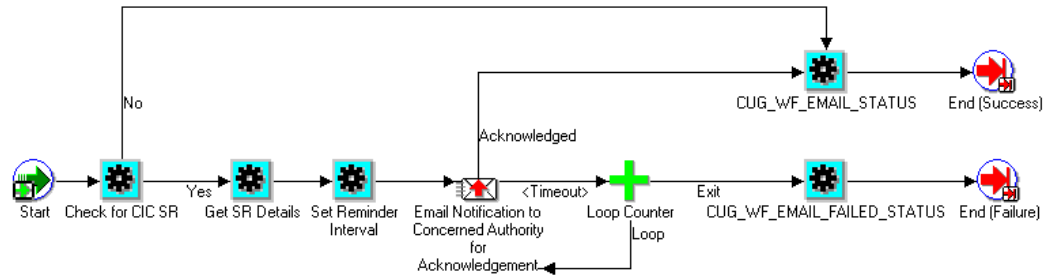 No
CUG_WF_EMAIL_STATUS
End (Success)
Acknowledged
Start
Check for CIC SR
Yes
Get SR Details
Set Reminder
Interval
Email Notification to
Concerned Authority
for
Acknowledgement
<Timeout>
Loop Counter
Loop
Exit
CUG_WF_EMAIL_FAILED_STATUS
End (Failure)